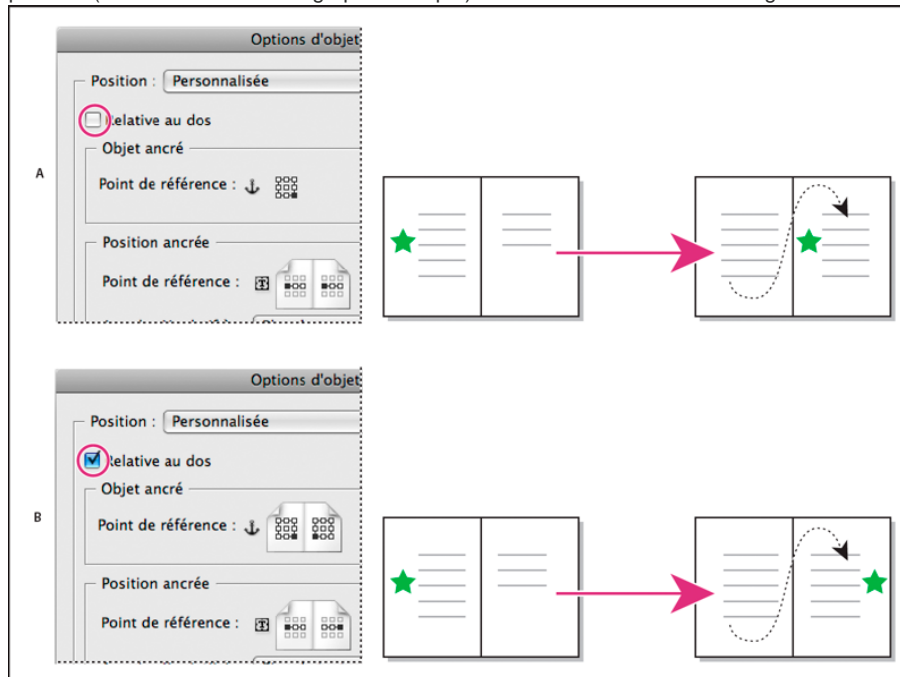 Options d'objet
Position : Personnalisée
Relative au dos
Objet ancré
A
Point de référence :
Position ancrée
Point de référence :
Options d'objet
Position : Personnalisée
Relative au dos
Objet ancré
B
Point de référence :
Position ancrée
Point de référence :